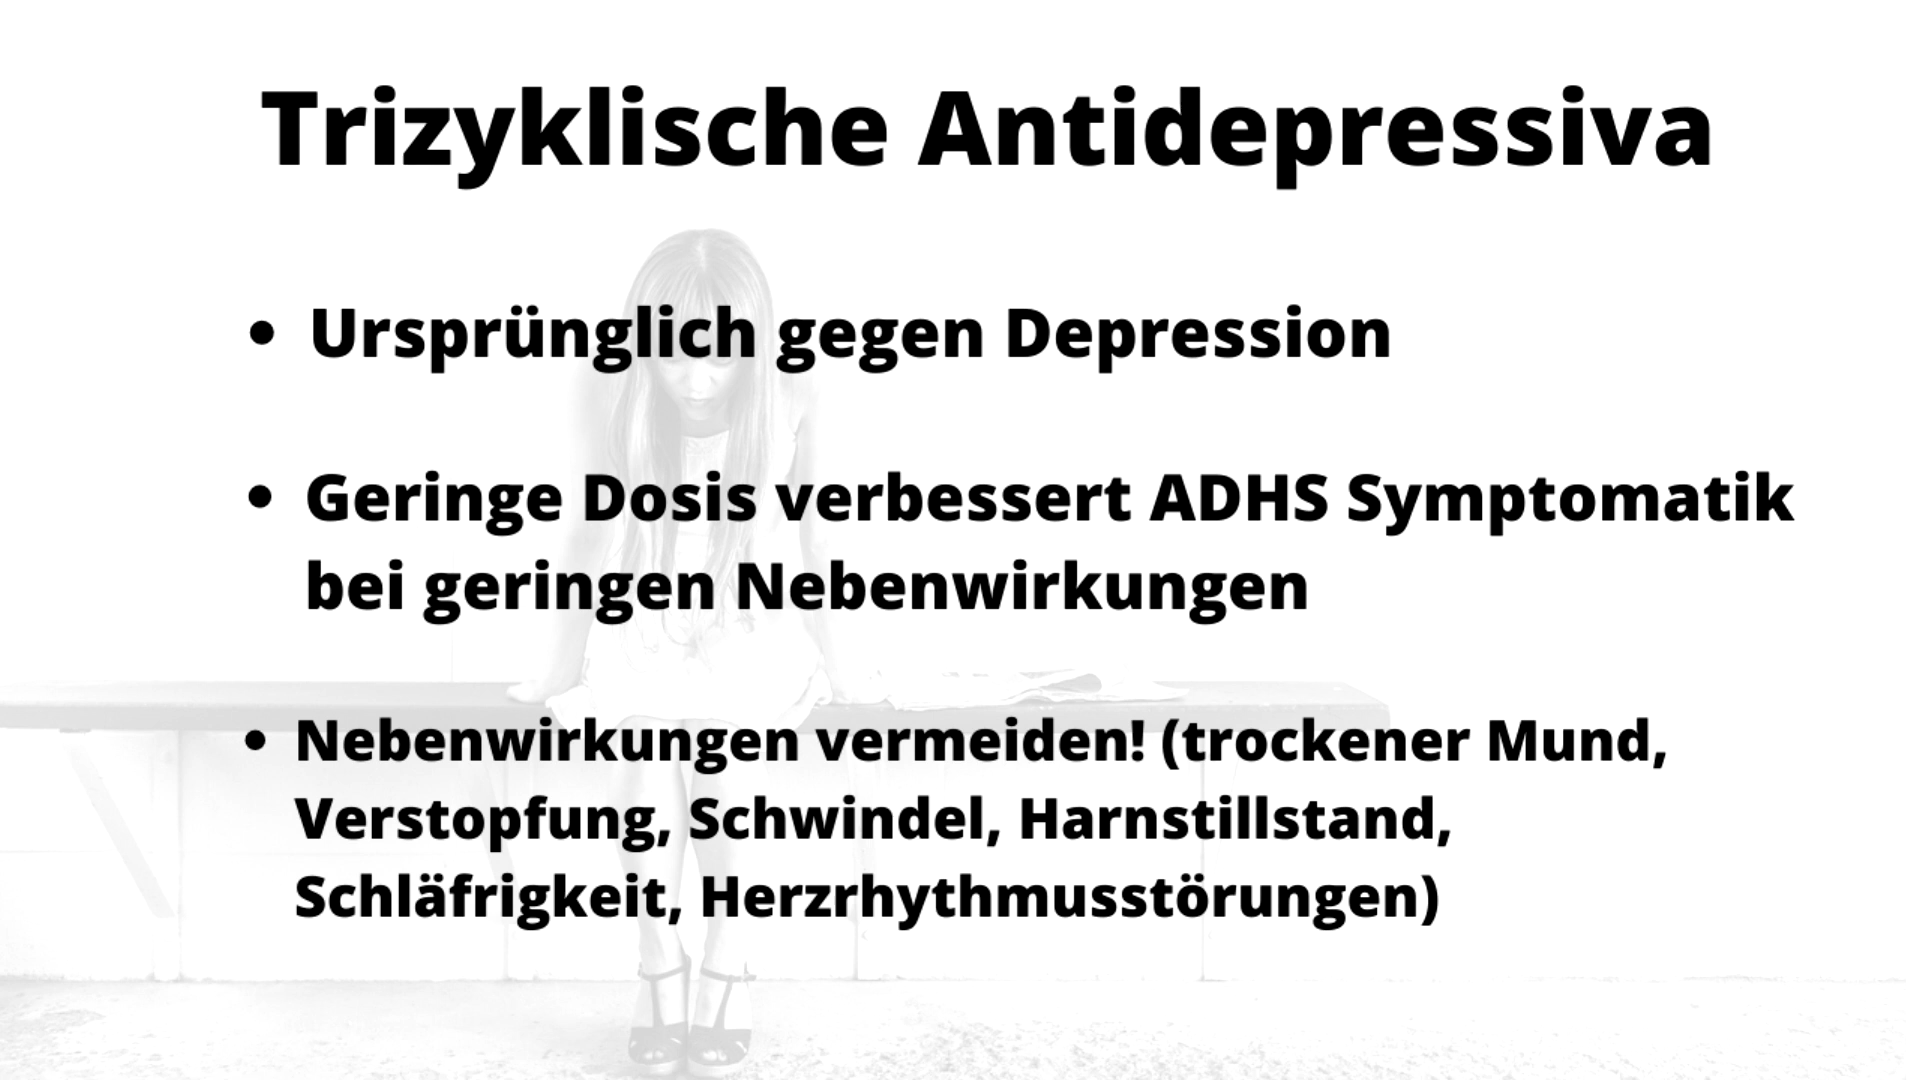 Trizyklische Antidepressiva
• Ursprünglich gegen Depression
• Geringe Dosis verbessert ADHS Symptomatik
bei geringen Nebenwirkungen
• Nebenwirkungen vermeiden! (trockener Mund,
Verstopfung, Schwindel, Harnstillstand,
Schläfrigkeit, Herzrhythmusstörungen)